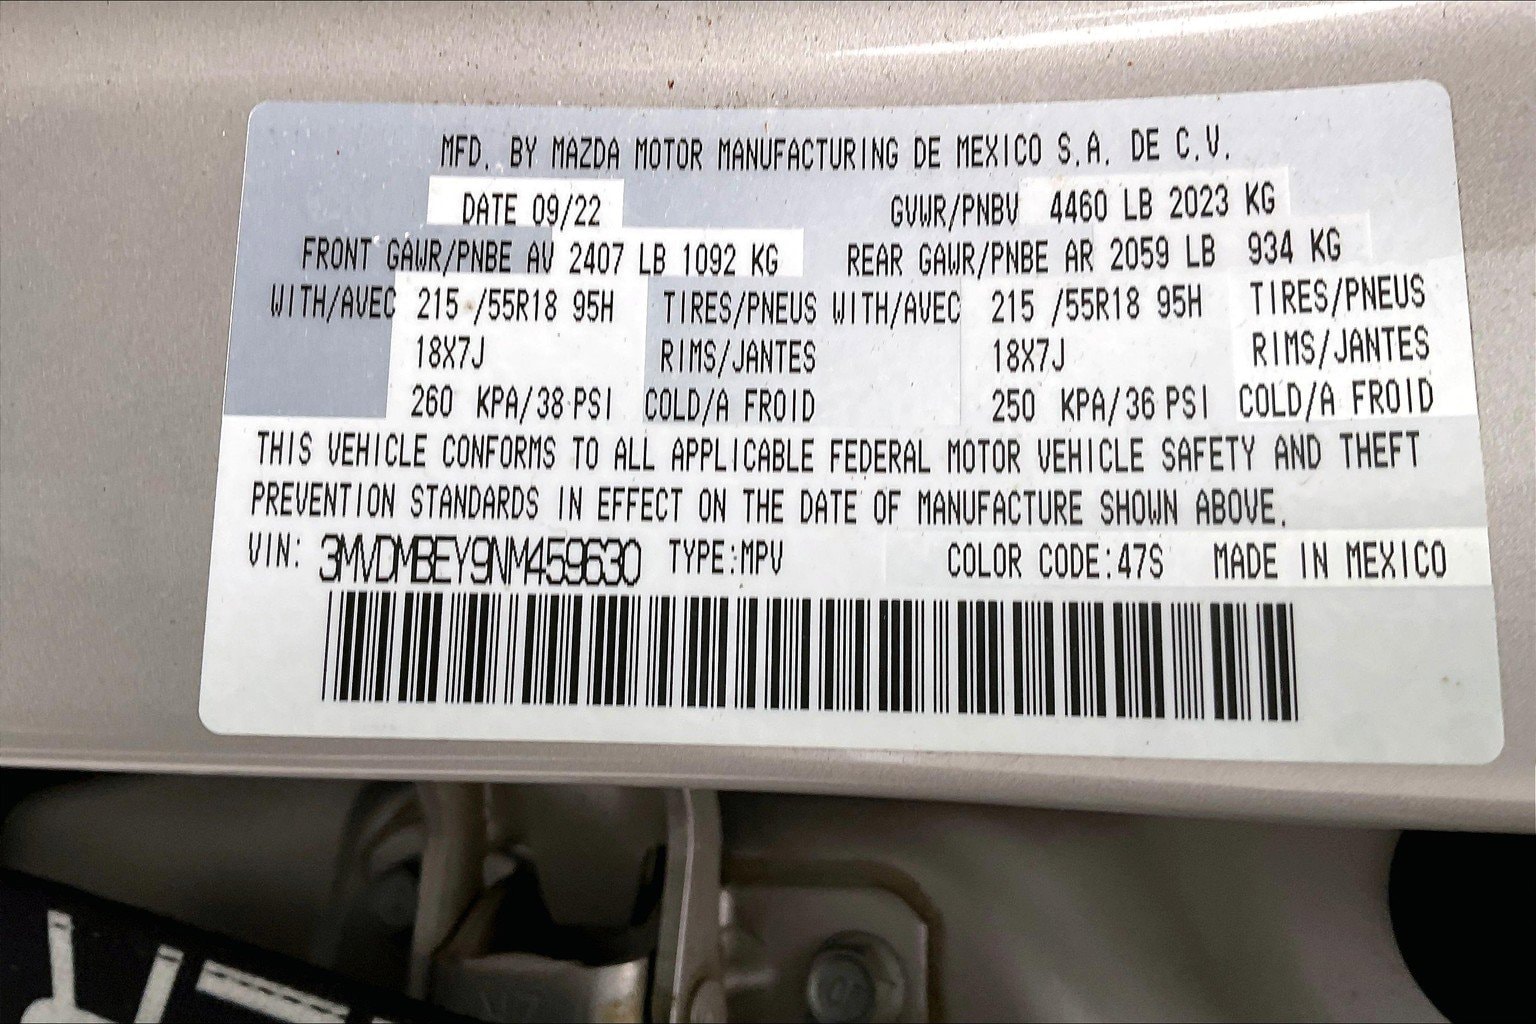 MFD. BY MAZDA MOTOR MANUFACTURING DE MEXICO S.A. DE C.V.
DATE 09/22 GVWR/PNBV 4460 LB 2023 KG
FRONT GAWR/PNBE AV 2407 LB 1092 KG REAR GAWR/PNBE AR 2059 LB 934 KG
WITH/AVEC 215 /55R18 95H TIRES/PNEUS WITH/AVEC 215 /55R18 95H TIRES/PNEUS
18X7J RIMS/JANTES 18X7J RIMS/JANTES
260 KPA/38 PSI COLD/A FROID 250 KPA/36 PSI COLD/A FROID
THIS VEHICLE CONFORMS TO ALL APPLICABLE FEDERAL MOTOR VEHICLE SAFETY AND THEFT
PREVENTION STANDARDS IN EFFECT ON THE DATE OF MANUFACTURE SHOWN ABOVE.
VIN: 3MVDMBEY9NM459630 TYPE:MPV COLOR CODE:47S MADE IN MEXICO